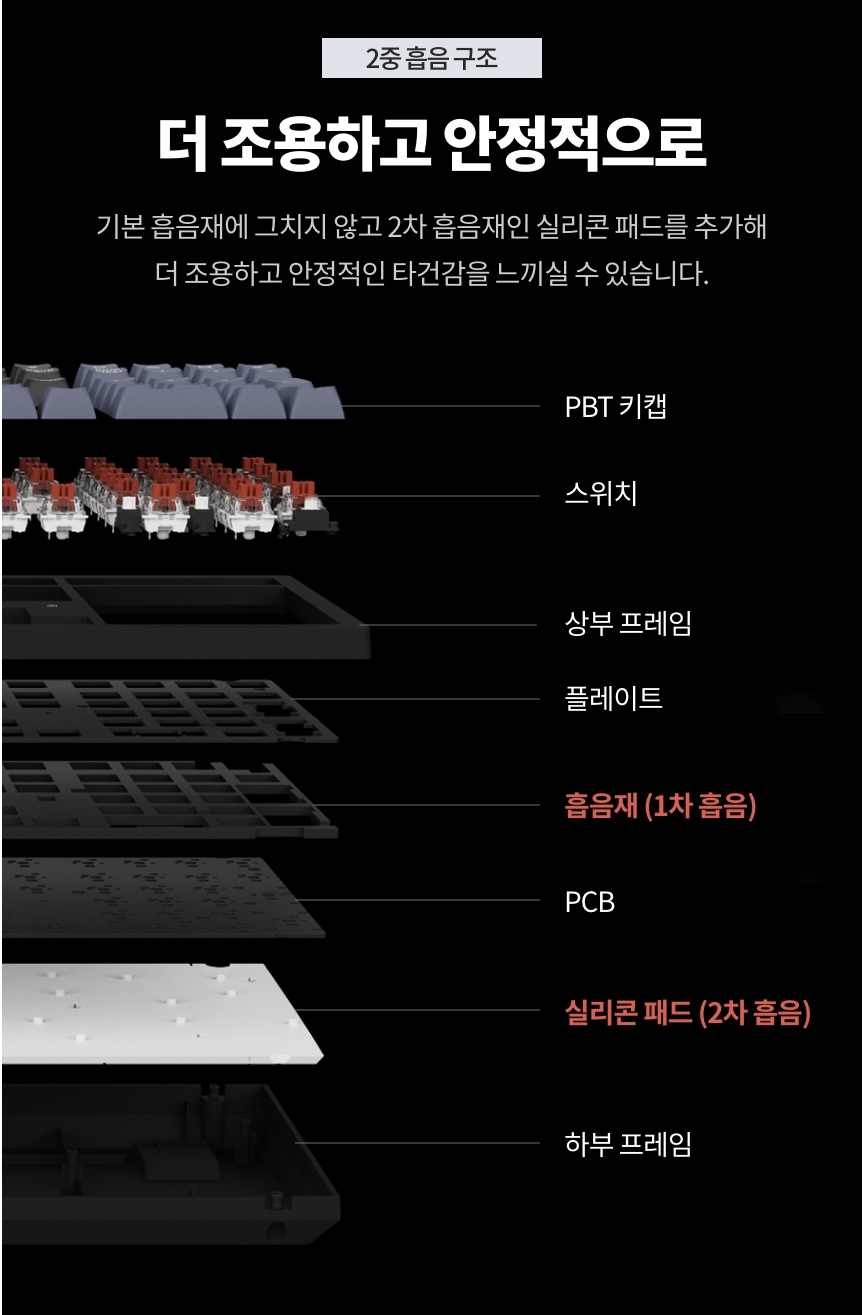 2중 흡음 구조
더 조용하고 안정적으로
기본 흡음재에 그치지 않고 2차 흡음재인 실리콘 패드를 추가해
더 조용하고 안정적인 타건감을 느끼실 수 있습니다.
PBT 키캡
스위치
상부 프레임
플레이트
흡음재 (1차 흡음)
PCB
실리콘 패드 (2차 흡음)
하부 프레임